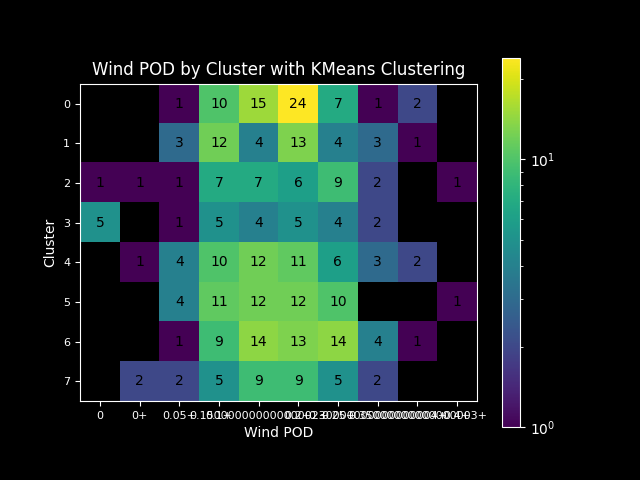 Wind POD by Cluster with KMeans Clustering
0 1 10 15 24 7 1 2
1 3 12 4 13 4 3 1
2 1 1 1 7 7 6 9 2 1
3 5 1 5 4 5 4 2
4 1 4 10 12 11 6 3 2
5 4 11 12 12 10 1
6 1 9 14 13 14 4 1
7 2 2 5 9 9 5 2
0 0+ 0.05+
Wind POD
Cluster
10¹
10⁰